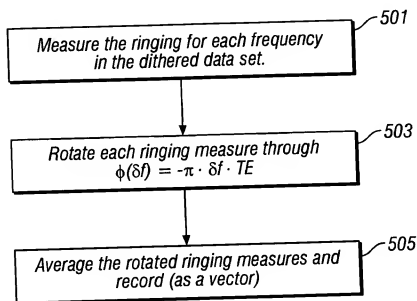 501
Measure the ringing for each frequency
in the dithered data set.
503
Rotate each ringing measure through
ϕ(δf) = -π · δf · TE
505
Average the rotated ringing measures and
record (as a vector)